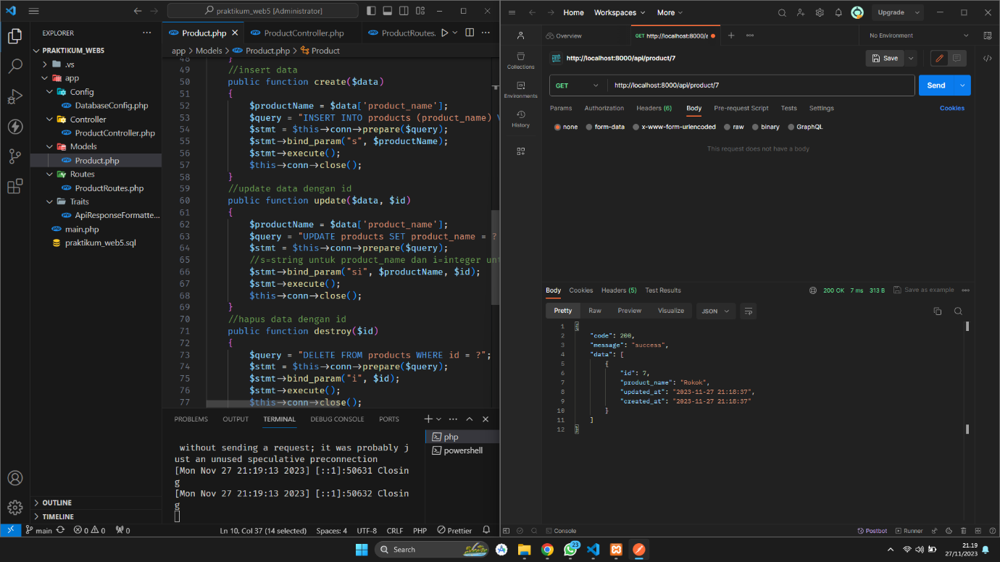 praktikum_web5 [Administrator]
EXPLORER
PRAKTIKUM_WEB5
.vs
app
Config
DatabaseConfig.php
Controller
ProductController.php
Models
Product.php
Routes
ProductRoutes.php
Traits
ApiResponseFormatte...
main.php
praktikum_web5.sql
OUTLINE
TIMELINE
Product.php
ProductController.php
ProductRoutes.
app > Models > Product.php > Product
48 }
49 //insert data
50 public function create($data)
51 {
52 $productName = $data['product_name'];
53 $query = "INSERT INTO products (product_name) V
54 $stmt = $this->conn->prepare($query);
55 $stmt->bind_param("s", $productName);
56 $stmt->execute();
57 $this->conn->close();
58 }
59 //update data dengan id
60 public function update($data, $id)
61 {
62 $productName = $data['product_name'];
63 $query = "UPDATE products SET product_name = ?
64 $stmt = $this->conn->prepare($query);
65 //s=string untuk product_name dan i=integer unt
66 $stmt->bind_param("si", $productName, $id);
67 $stmt->execute();
68 $this->conn->close();
69 }
70 //hapus data dengan id
71 public function destroy($id)
72 {
73 $query = "DELETE FROM products WHERE id = ?";
74 $stmt = $this->conn->prepare($query);
75 $stmt->bind_param("i", $id);
76 $stmt->execute();
77 $this->conn->close();
PROBLEMS OUTPUT TERMINAL DEBUG CONSOLE PORTS
without sending a request; it was probably j
ust an unused speculative preconnection
[Mon Nov 27 21:19:13 2023] [::1]:50631 Closin
g
[Mon Nov 27 21:19:13 2023] [::1]:50632 Closin
g
php
powershell
main 0 0 0 Ln 10, Col 37 (14 selected) Spaces: 4 UTF-8 CRLF PHP Prettier
Home Workspaces More Upgrade
Overview
GET http://localhost:8000/a
No Environment
Collections
Environments
History
HTTP http://localhost:8000/api/product/7
Save
GET http://localhost:8000/api/product/7 Send
Params Authorization Headers (6) Body Pre-request Script Tests Settings Cookies
none form-data x-www-form-urlencoded raw binary GraphQL
This request does not have a body
Body Cookies Headers (5) Test Results 200 OK 7 ms 313 B Save as example
Pretty Raw Preview Visualize JSON
1 {
2 "code": 200,
3 "message": "success",
4 "data": [
5 {
6 "id": 7,
7 "product_name": "Rokok",
8 "updated_at": "2023-11-27 21:18:37",
9 "created_at": "2023-11-27 21:18:37"
10 }
11 ]
12 }
Console Postbot Runner
Search
23
21.19
27/11/2023